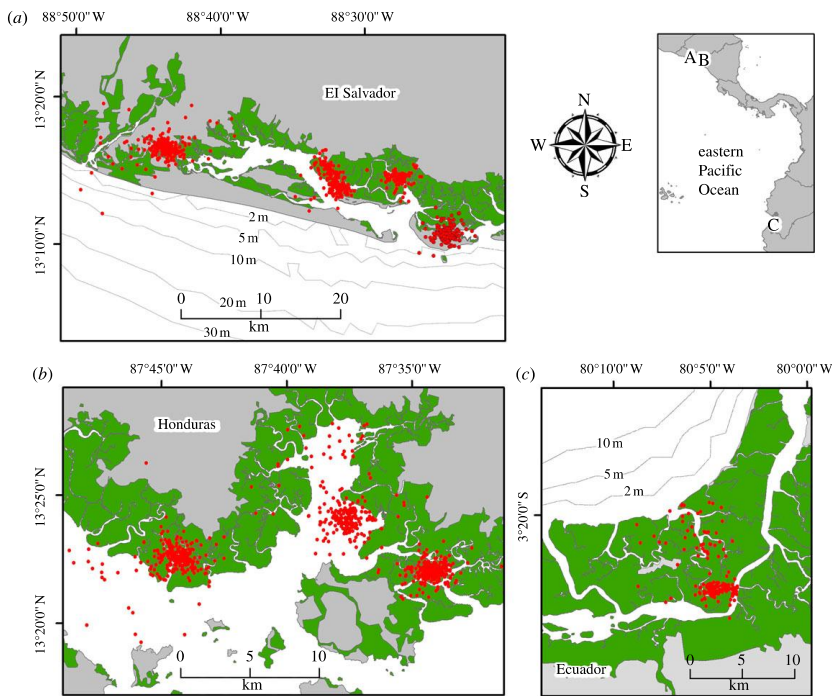 (a)
88°50'0"W 88°40'0"W 88°30'0"W
13°20'0"N
13°10'0"N
El Salvador
2 m
5 m
10 m
20 m
30 m
0 10 20
km
N
W E
S
A B
eastern
Pacific
Ocean
C
(b)
87°45'0"W 87°40'0"W 87°35'0"W
13°25'0"N
13°20'0"N
Honduras
0 5 10
km
(c)
80°10'0"W 80°5'0"W 80°0'0"W
3°20'0"S
10 m
5 m
2 m
Ecuador
0 5 10
km